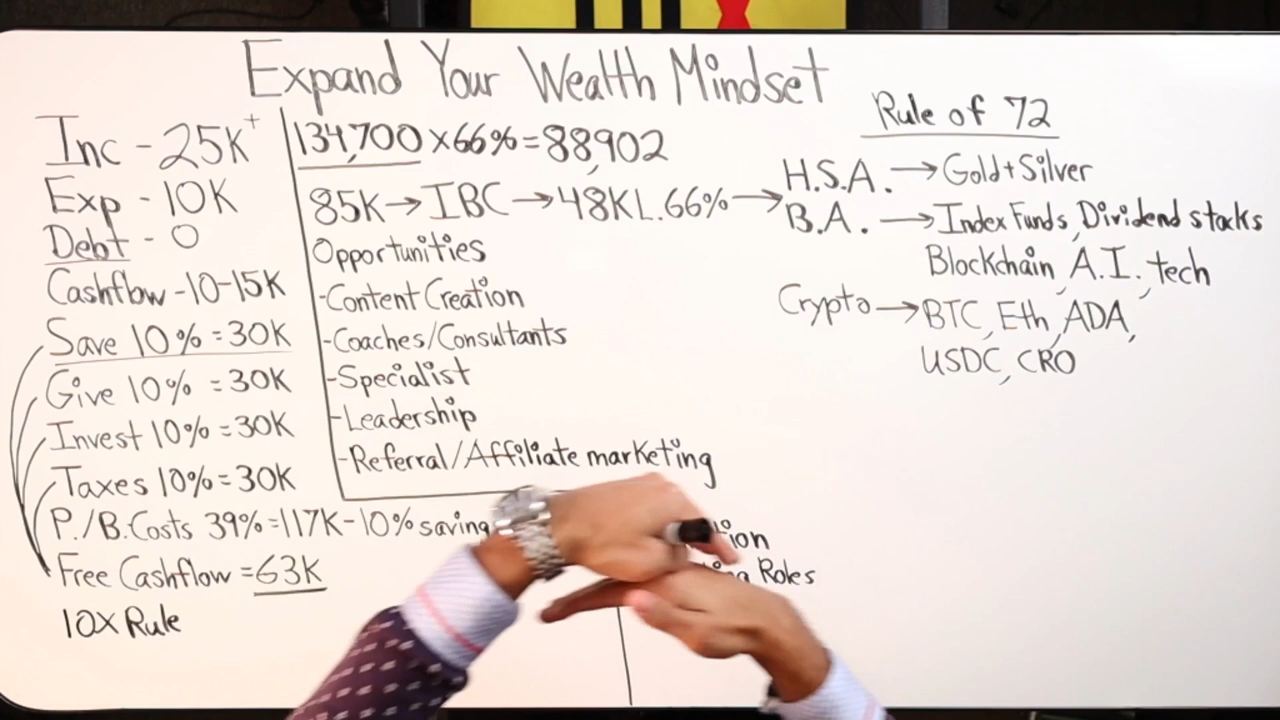 Expand Your Wealth Mindset
Inc - 25K+
Exp - 10K
Debt - 0
Cashflow - 10-15K
Save 10% = 30K
Give 10% = 30K
Invest 10% = 30K
Taxes 10% = 30K
P./B. Costs 39% = 117K - 10% saving
Free Cashflow = 63K
10X Rule
134,700 x 66% = 88,902
85K → IBC → 48K L. 66% →
Opportunities
- Content Creation
- Coaches/Consultants
- Specialist
- Leadership
- Referral/Affiliate marketing
Roles
Rule of 72
H.S.A. → Gold + Silver
B.A. → Index Funds, Dividend stocks
Blockchain, A.I., tech
Crypto → BTC, Eth, ADA,
USDC, CRO